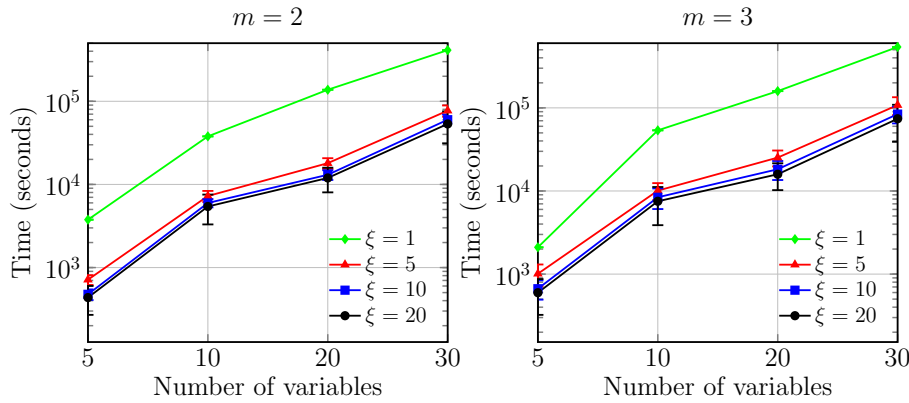 m = 2
Time (seconds)
10^5
10^4
10^3
5
10
20
30
Number of variables
ξ = 1
ξ = 5
ξ = 10
ξ = 20
m = 3
Time (seconds)
10^5
10^4
10^3
5
10
20
30
Number of variables
ξ = 1
ξ = 5
ξ = 10
ξ = 20